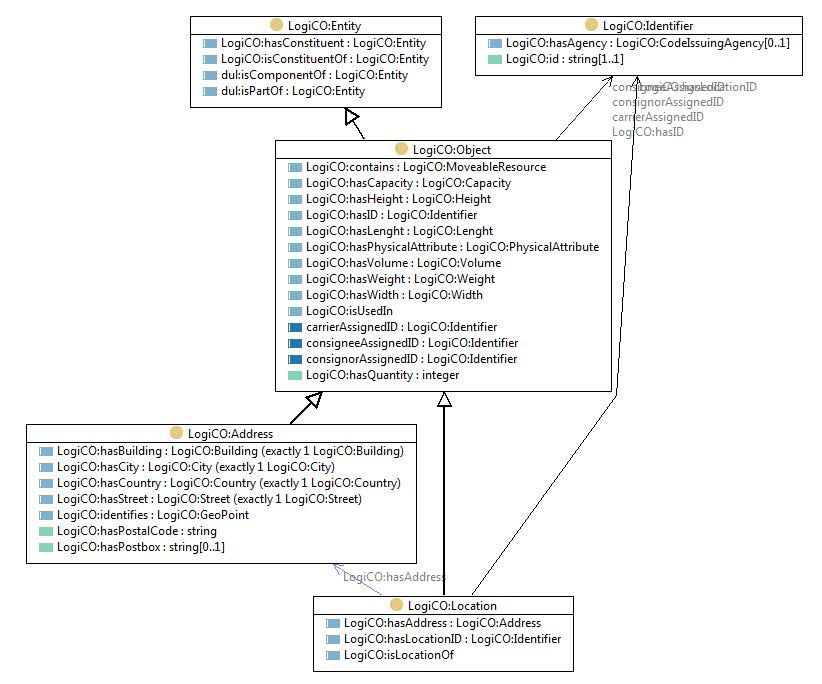 LogiCO:Entity
LogiCO:hasConstituent : LogiCO:Entity
LogiCO:isConstituentOf : LogiCO:Entity
dul:isComponentOf : LogiCO:Entity
dul:isPartOf : LogiCO:Entity
LogiCO:Identifier
LogiCO:hasAgency : LogiCO:CodeIssuingAgency[0..1]
LogiCO:id : string[1..1]
consignorAssignedID
carrierAssignedID
LogiCO:hasID
LogiCO:Object
LogiCO:contains : LogiCO:MoveableResource
LogiCO:hasCapacity : LogiCO:Capacity
LogiCO:hasHeight : LogiCO:Height
LogiCO:hasID : LogiCO:Identifier
LogiCO:hasLenght : LogiCO:Lenght
LogiCO:hasPhysicalAttribute : LogiCO:PhysicalAttribute
LogiCO:hasVolume : LogiCO:Volume
LogiCO:hasWeight : LogiCO:Weight
LogiCO:hasWidth : LogiCO:Width
LogiCO:isUsedIn
carrierAssignedID : LogiCO:Identifier
consigneeAssignedID : LogiCO:Identifier
consignorAssignedID : LogiCO:Identifier
LogiCO:hasQuantity : integer
LogiCO:Address
LogiCO:hasBuilding : LogiCO:Building (exactly 1 LogiCO:Building)
LogiCO:hasCity : LogiCO:City (exactly 1 LogiCO:City)
LogiCO:hasCountry : LogiCO:Country (exactly 1 LogiCO:Country)
LogiCO:hasStreet : LogiCO:Street (exactly 1 LogiCO:Street)
LogiCO:identifies : LogiCO:GeoPoint
LogiCO:hasPostalCode : string
LogiCO:hasPostbox : string[0..1]
LogiCO:hasAddress
LogiCO:Location
LogiCO:hasAddress : LogiCO:Address
LogiCO:hasLocationID : LogiCO:Identifier
LogiCO:isLocationOf